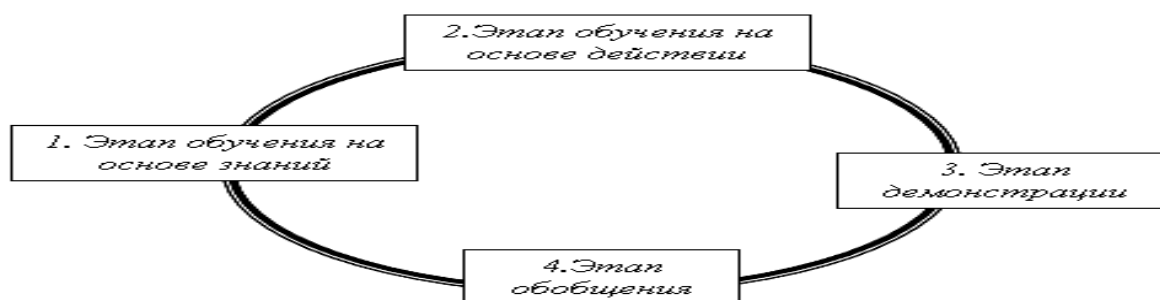 1. Этап обучения на
основе знаний
2.Этап обучения на
основе действии
3. Этап
демонстрации
4.Этап
обобщения